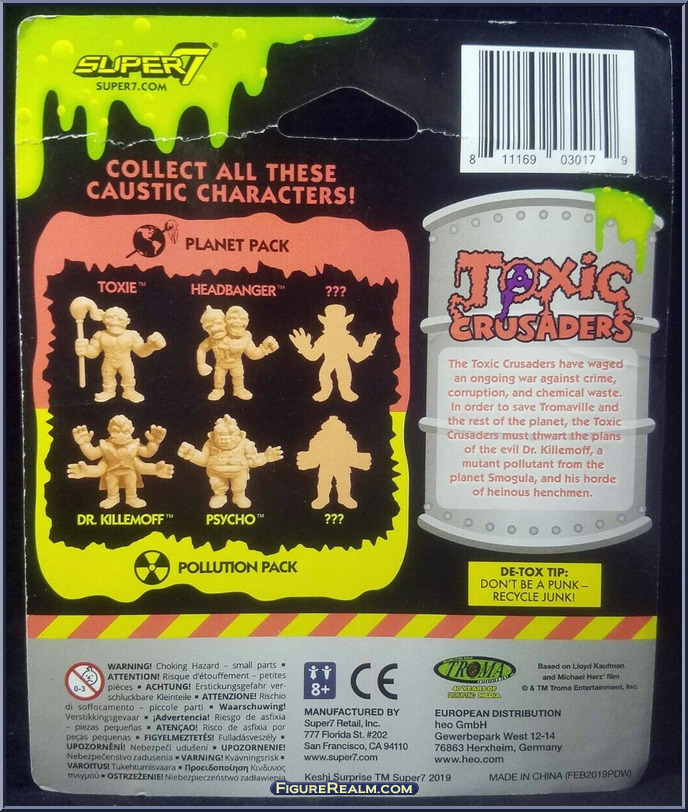 SUPER7®
SUPER7.COM
8 11169 03017 9
COLLECT ALL THESE
CAUSTIC CHARACTERS!
PLANET PACK
TOXIE™ HEADBANGER™ ???
DR. KILLEMOFF™ PSYCHO™ ???
POLLUTION PACK
TOXIC
CRUSADERS™
The Toxic Crusaders have waged
an ongoing war against crime,
corruption, and chemical waste.
In order to save Tromaville and
the rest of the planet, the Toxic
Crusaders must thwart the plans
of the evil Dr. Killemoff, a
mutant pollutant from the
planet Smogula, and his horde
of heinous henchmen.
DE-TOX TIP:
DON'T BE A PUNK–
RECYCLE JUNK!
0-3
WARNING! Choking Hazard – small parts ▪
ATTENTION! Risque d'étouffement - petites
pièces ▪ ACHTUNG! Erstickungsgefahr ver-
schluckbare Kleinteile ▪ ATTENZIONE! Rischio
di soffocamento – piccole parti ▪ Waarschuwing!
Verstikkingsgevaar ▪ ¡Advertencia! Riesgo de asfixia
– piezas pequeñas ▪ ATENÇAO! Risco de asfixia por
peças pequenas ▪ FIGYELMEZTETÉS! Fulladásveszély ▪
UPOZORNĚNÍ! Nebezpečí udušení ▪ UPOZORNENIE!
Nebezpečenstvo zadusenia ▪ VARNING! Kvävningsrisk ▪
VAROITUS! Tukehtumisvaara ▪ Προειδοποίηση Κίνδυνος
πνιγμού ▪ OSTRZEŻENIE! Niebezpieczeństwo zadławienia
8+
CE
MANUFACTURED BY
Super7 Retail, Inc.
777 Florida St. #202
San Francisco, CA 94110
www.super7.com
Keshi Surprise TM Super7 2019
TROMA
ENTERTAINMENT
40 YEARS OF
DISRUPTIVE MEDIA
Based on Lloyd Kaufman
and Michael Herz' film
© & TM Troma Entertainment, Inc.
EUROPEAN DISTRIBUTION
heo GmbH
Gewerbepark West 12-14
76863 Herxheim, Germany
www.heo.com
MADE IN CHINA (FEB2019PDW)
FIGUREREALM.COM